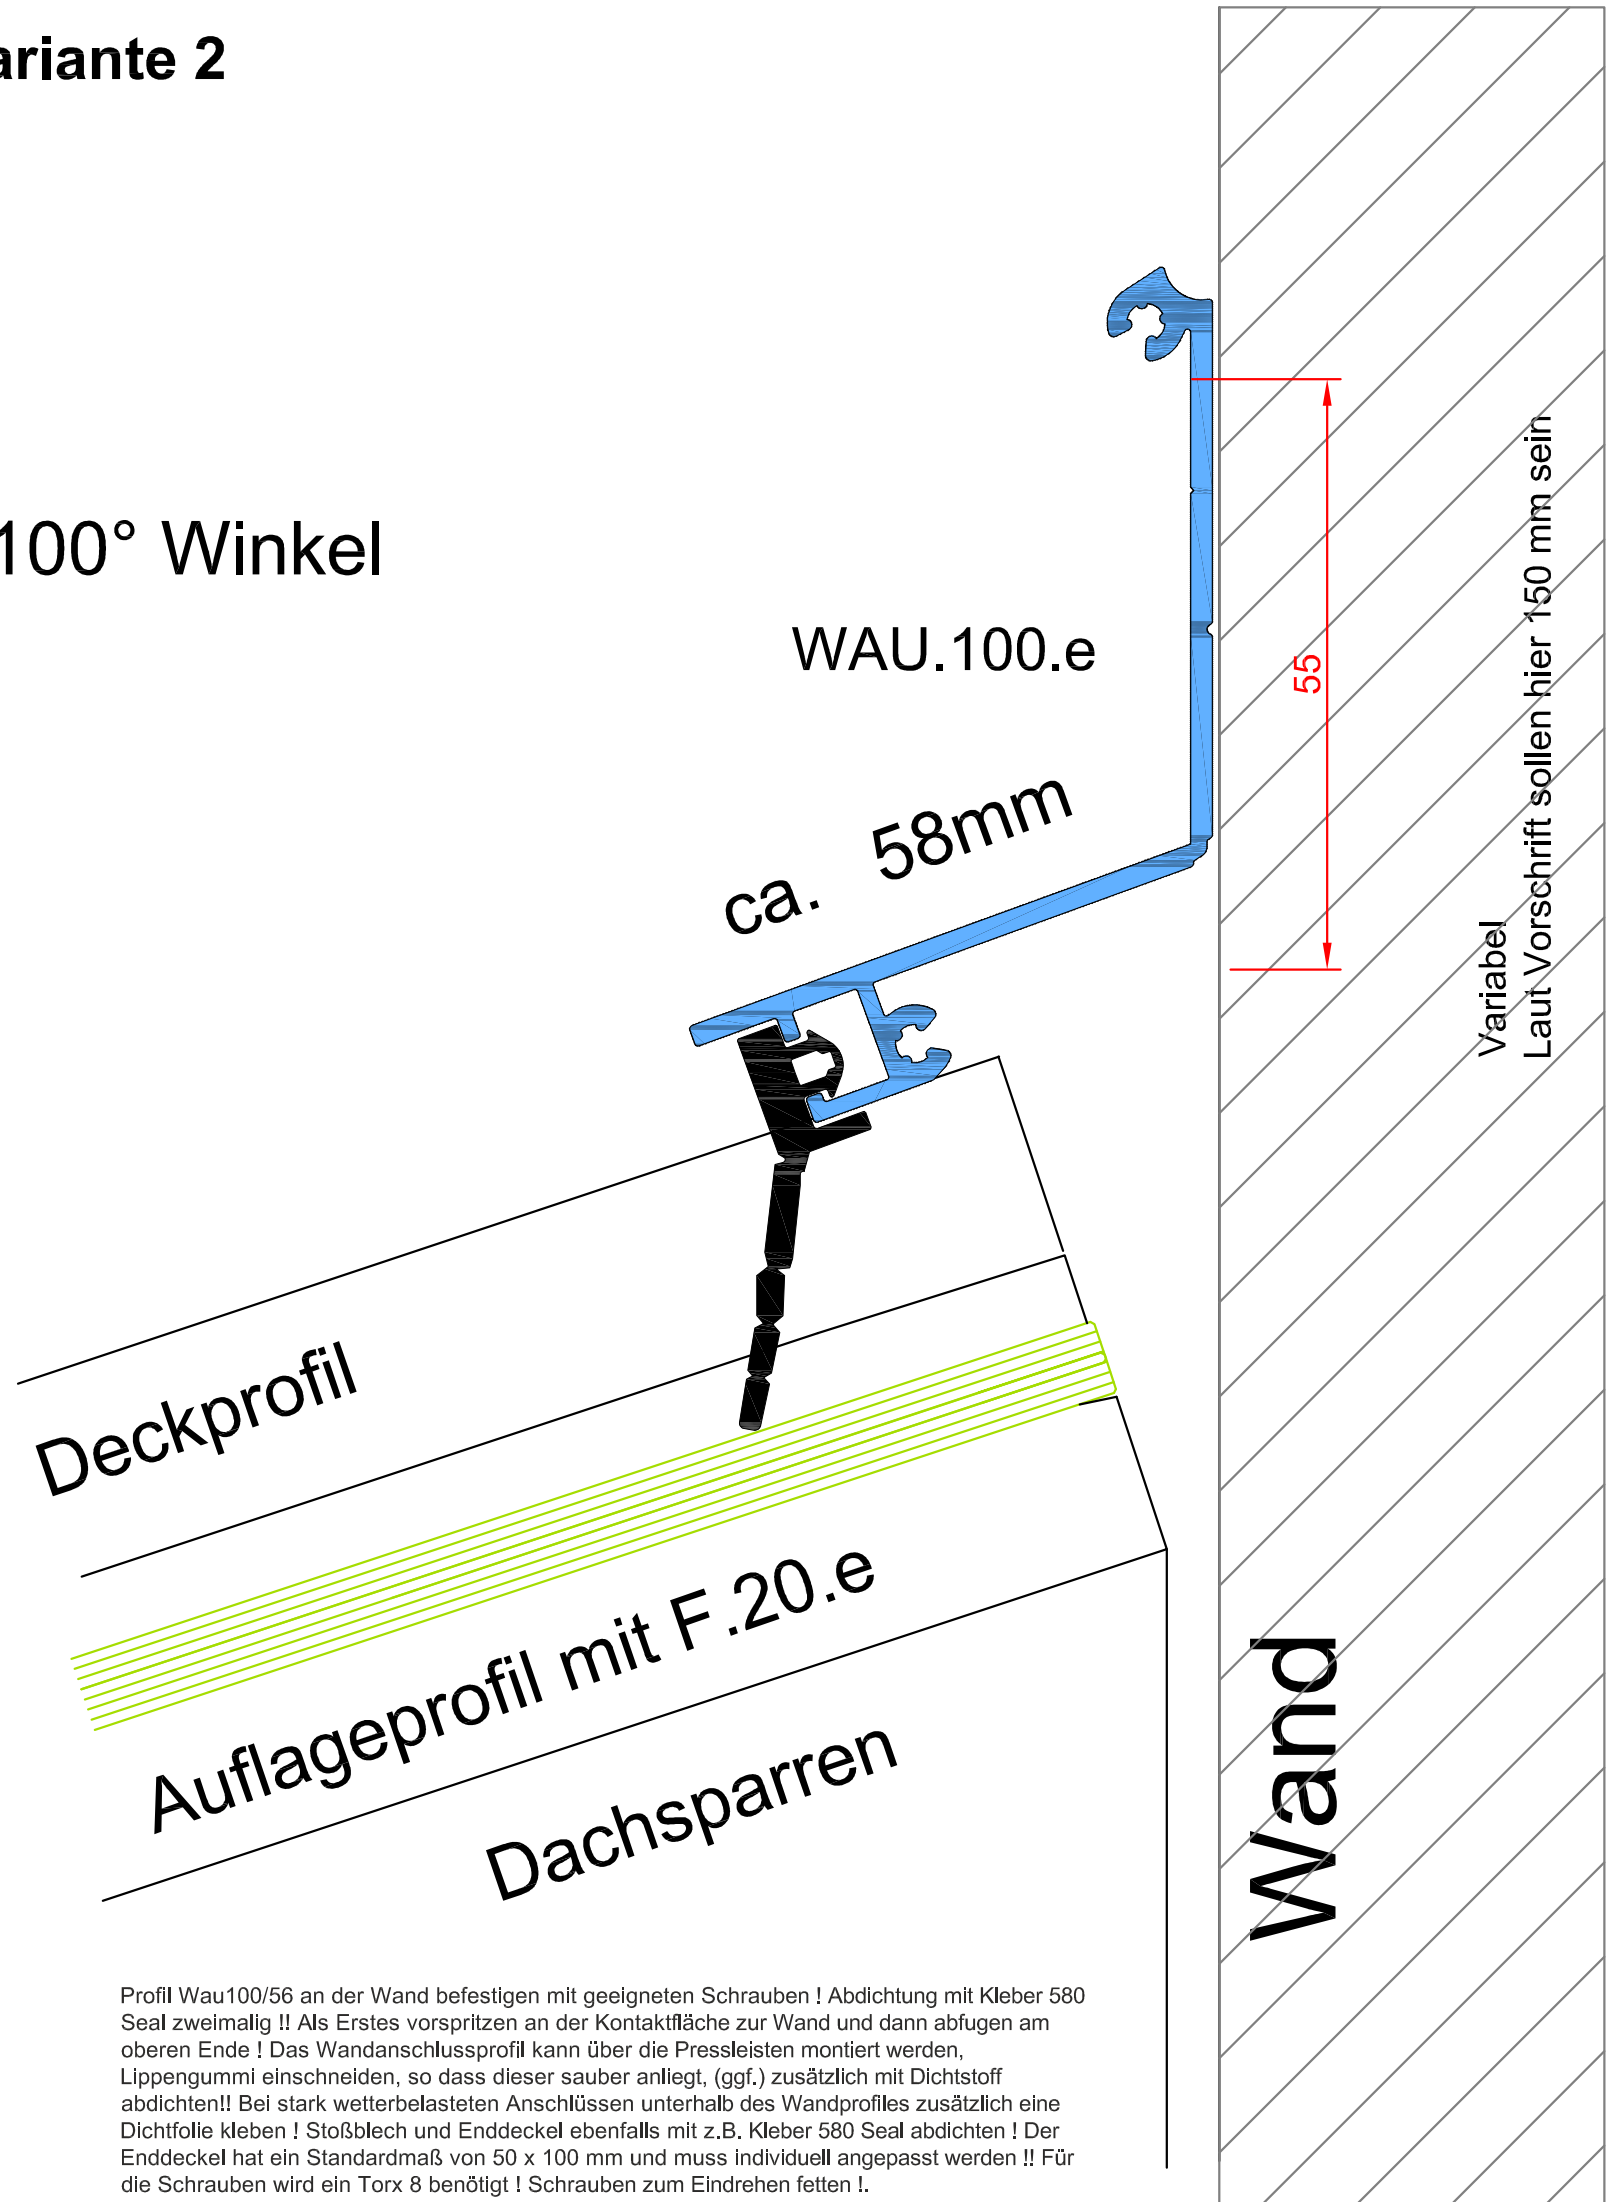 ariante 2
100° Winkel
WAU.100.e
55
Variabel
Laut Vorschrift sollen hier 150 mm sein
ca. 58mm
Deckprofil
Auflageprofil mit F.20.e
Dachsparren
Wand
Profil Wau100/56 an der Wand befestigen mit geeigneten Schrauben ! Abdichtung mit Kleber 580
Seal zweimalig !! Als Erstes vorspritzen an der Kontaktfläche zur Wand und dann abfugen am
oberen Ende ! Das Wandanschlussprofil kann über die Pressleisten montiert werden,
Lippengummi einschneiden, so dass dieser sauber anliegt, (ggf.) zusätzlich mit Dichtstoff
abdichten!! Bei stark wetterbelasteten Anschlüssen unterhalb des Wandprofiles zusätzlich eine
Dichtfolie kleben ! Stoßblech und Enddeckel ebenfalls mit z.B. Kleber 580 Seal abdichten ! Der
Enddeckel hat ein Standardmaß von 50 x 100 mm und muss individuell angepasst werden !! Für
die Schrauben wird ein Torx 8 benötigt ! Schrauben zum Eindrehen fetten !.